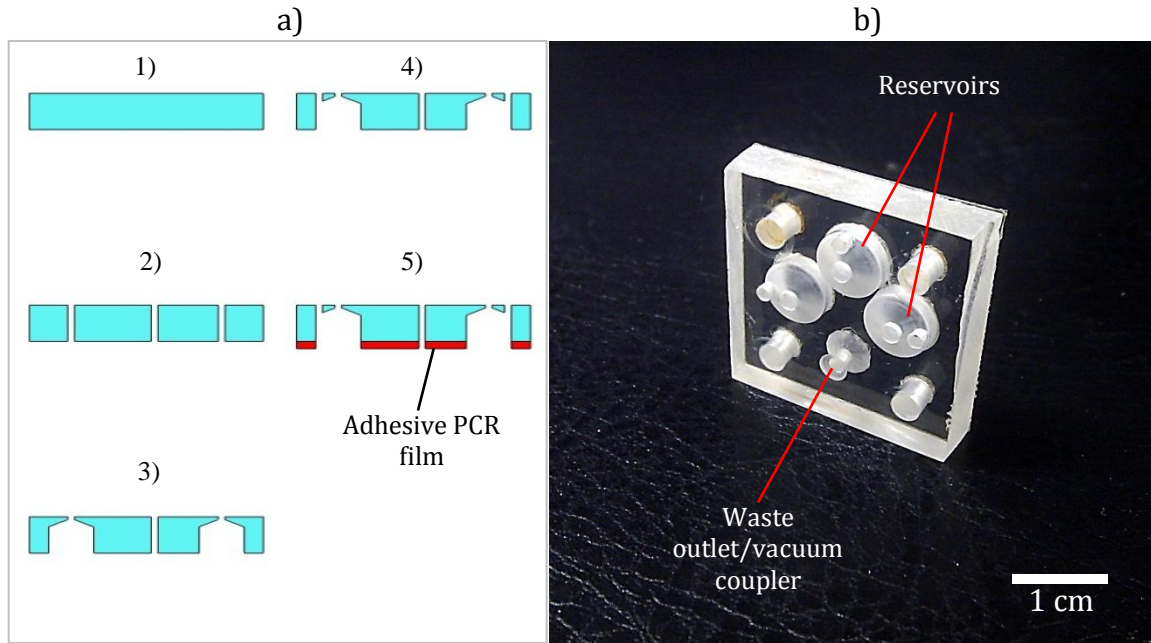 a)
b)
1)
4)
2)
5)
3)
Adhesive PCR
film
Reservoirs
Waste
outlet/vacuum
coupler
1 cm